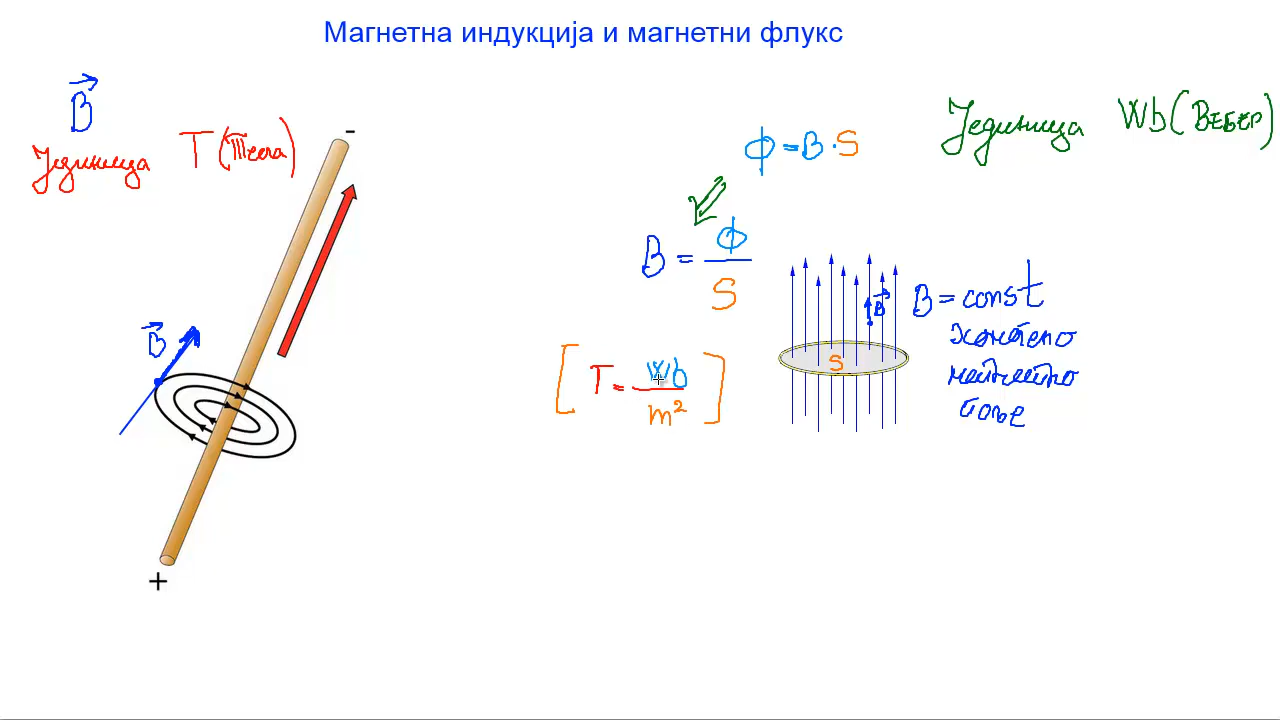 Магнетна индукција и магнетни флукс
B
Јединица T (Тесла)
-
B
+
Ф = B · S
B = Ф / S
[ T = Wb / m² ]
Јединица Wb (Вебер)
B
S
B = const
хомогено
магнетно
поље